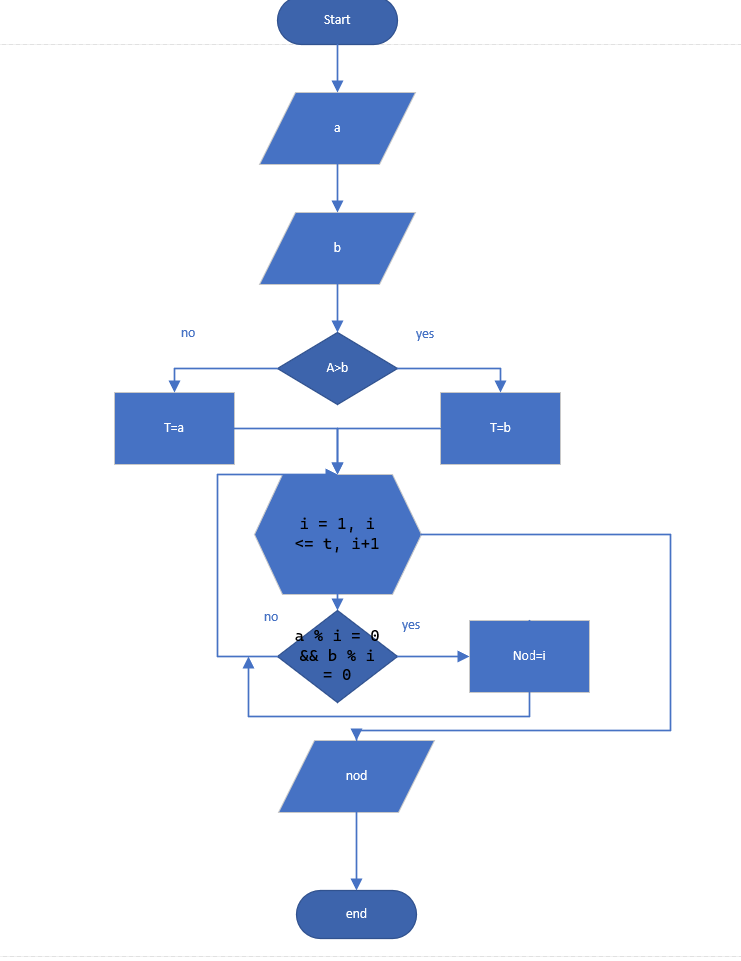 Start
a
b
no
yes
A>b
T=a
T=b
i = 1, i
<= t, i+1
no
yes
a % i = 0
&& b % i
= 0
Nod=i
nod
end